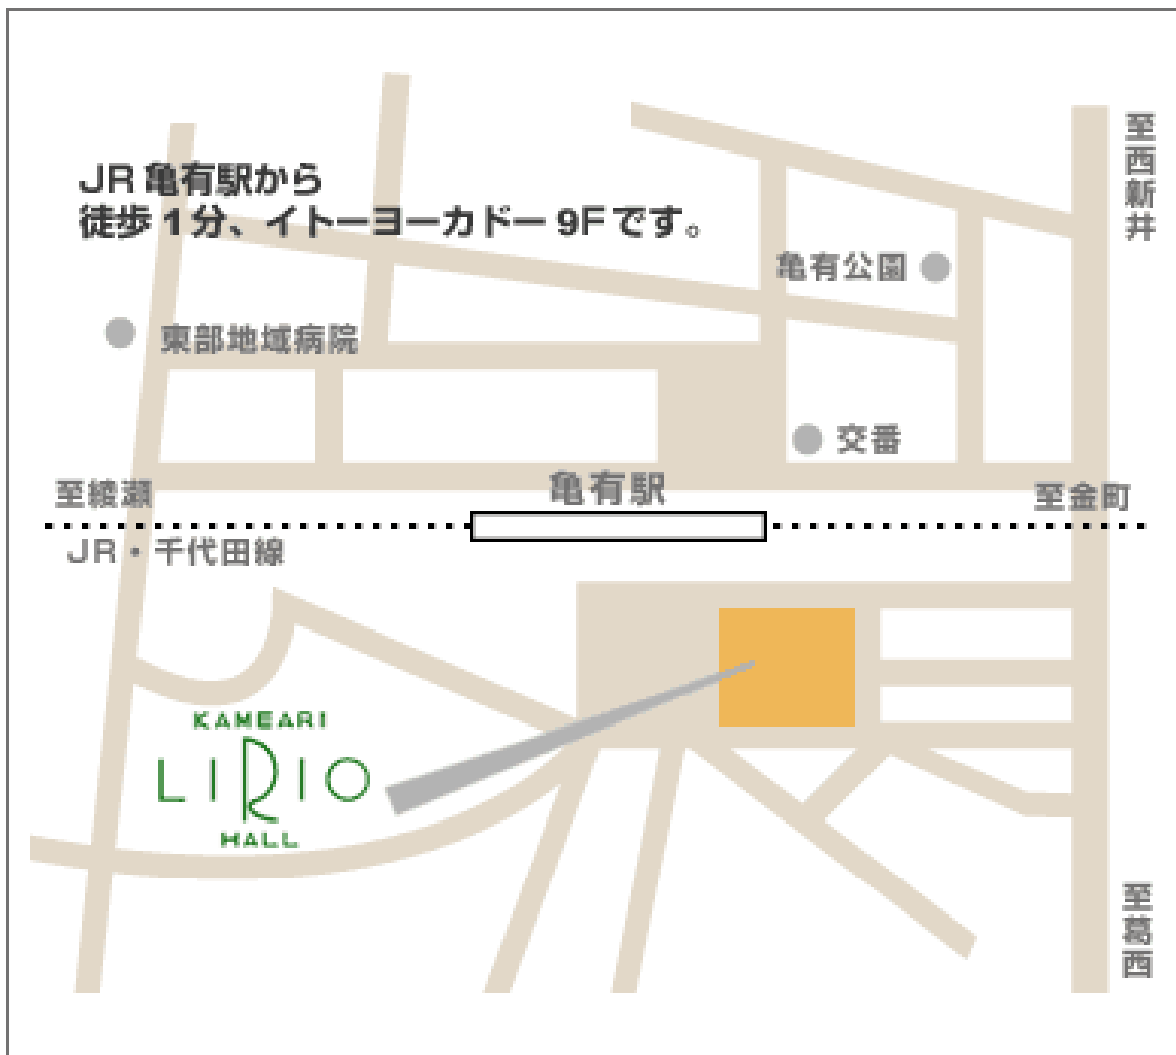 JR 亀有駅から
徒歩 1分、イトーヨーカドー 9Fです。
至西新井
亀有公園
東部地域病院
交番
至綾瀬
亀有駅
至金町
JR・千代田線
KAMEARI
LIRIO
HALL
至葛西